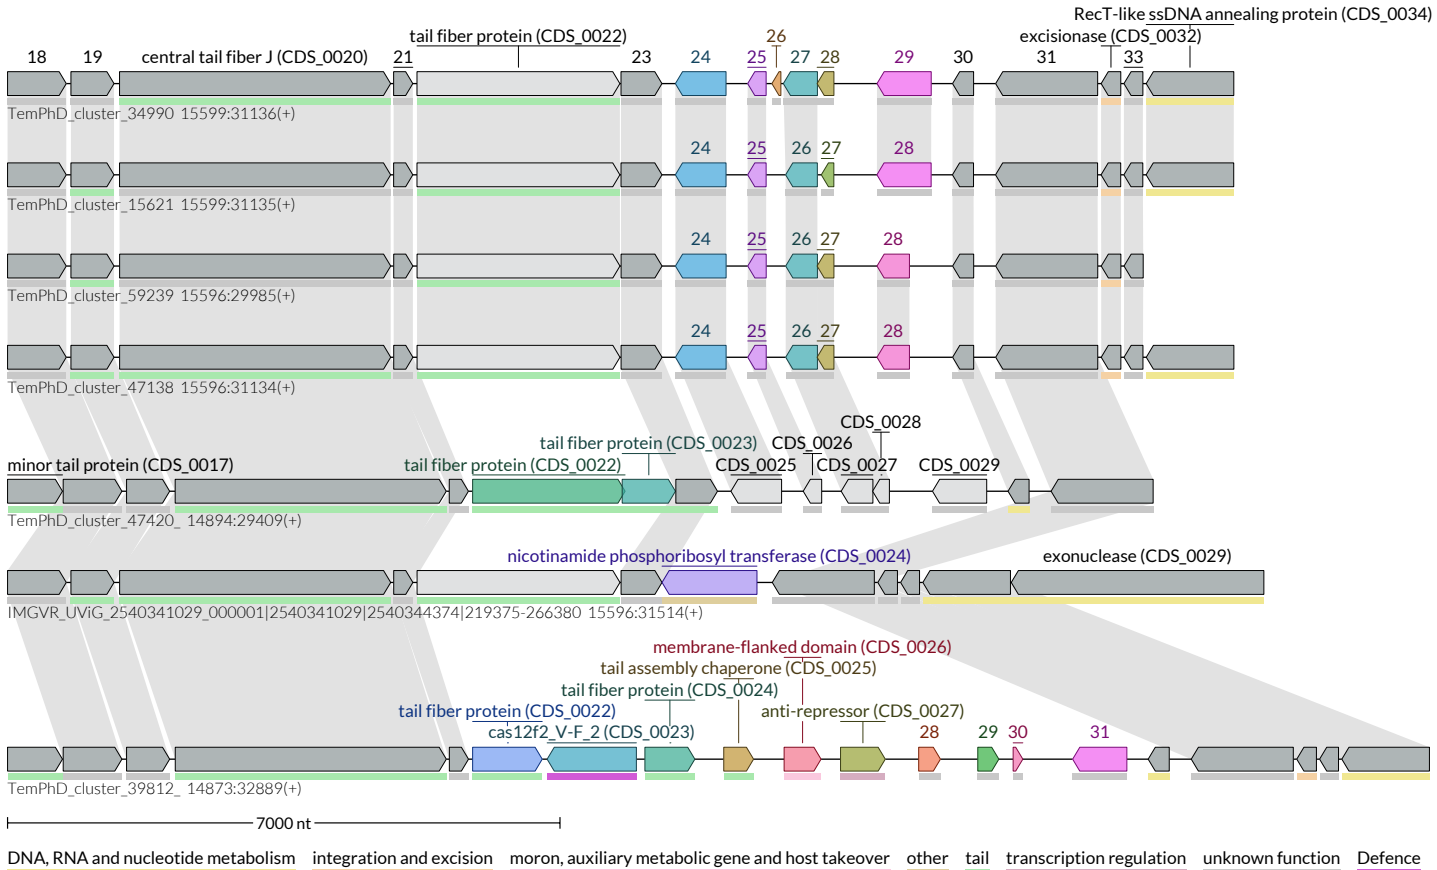 RecT-like ssDNA annealing protein (CDS_0034)
tail fiber protein (CDS_0022) 26 excisionase (CDS_0032)
18 19 central tail fiber J (CDS_0020) 21 23 24 25 27 28 29 30 31 33
TemPhD_cluster_34990 15599:31136(+)
24 25 26 27 28
TemPhD_cluster_15621 15599:31135(+)
24 25 26 27 28
TemPhD_cluster_59239 15596:29985(+)
24 25 26 27 28
TemPhD_cluster_47138 15596:31134(+)
CDS_0028
tail fiber protein (CDS_0023) CDS_0026
minor tail protein (CDS_0017) tail fiber protein (CDS_0022) CDS_0025 CDS_0027 CDS_0029
TemPhD_cluster_47420_ 14894:29409(+)
nicotinamide phosphoribosyl transferase (CDS_0024) exonuclease (CDS_0029)
IMGVR_UViG_2540341029_000001|2540341029|2540344374|219375-266380 15596:31514(+)
membrane-flanked domain (CDS_0026)
tail assembly chaperone (CDS_0025)
tail fiber protein (CDS_0024)
tail fiber protein (CDS_0022) anti-repressor (CDS_0027)
cas12f2_V-F_2 (CDS_0023) 28 29 30 31
TemPhD_cluster_39812_ 14873:32889(+)
7000 nt
DNA, RNA and nucleotide metabolism integration and excision moron, auxiliary metabolic gene and host takeover other tail transcription regulation unknown function Defence